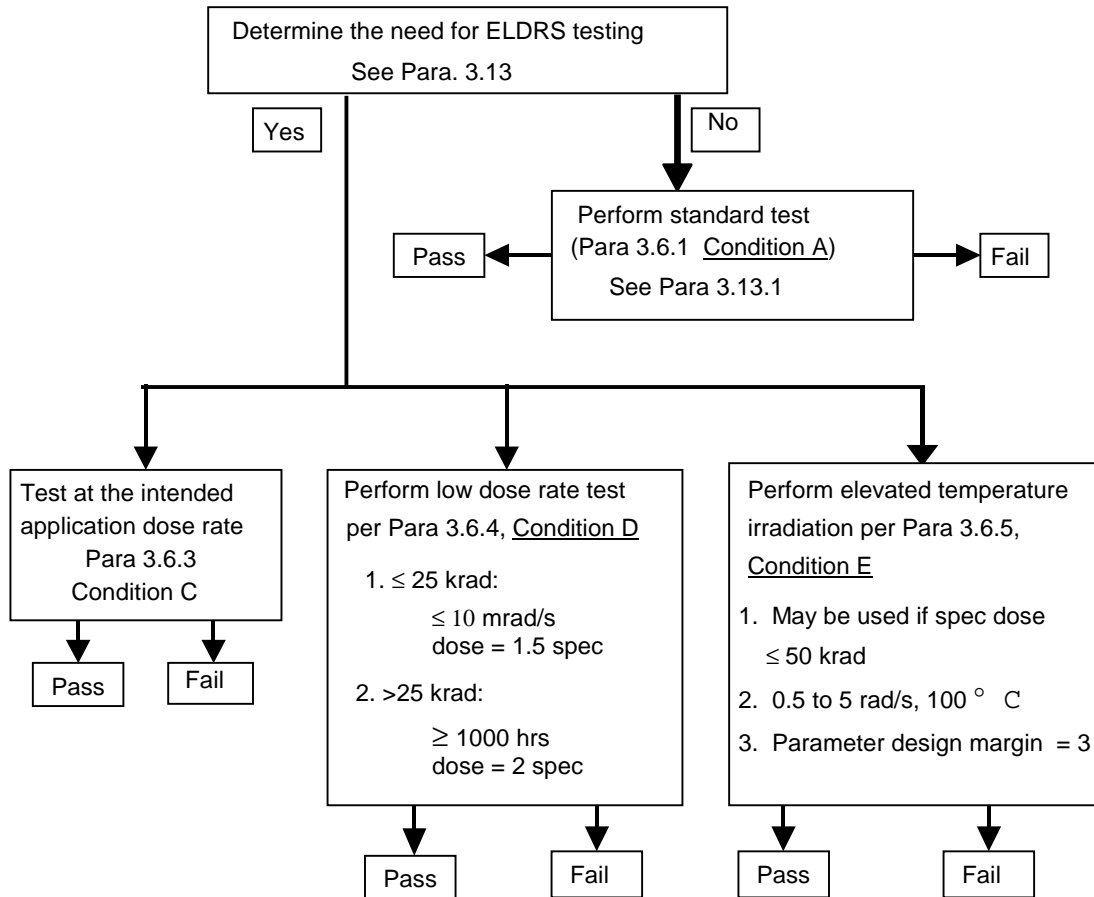 Determine the need for ELDRS testing
See Para. 3.13
Yes
No
Perform standard test
(Para 3.6.1 Condition A)
See Para 3.13.1
Pass
Fail
Test at the intended
application dose rate
Para 3.6.3
Condition C
Pass
Fail
Perform low dose rate test
per Para 3.6.4, Condition D
1. ≤ 25 krad:
≤ 10 mrad/s
dose = 1.5 spec
2. >25 krad:
≥ 1000 hrs
dose = 2 spec
Pass
Fail
Perform elevated temperature
irradiation per Para 3.6.5,
Condition E
1. May be used if spec dose
≤ 50 krad
2. 0.5 to 5 rad/s, 100 ° C
3. Parameter design margin = 3
Pass
Fail